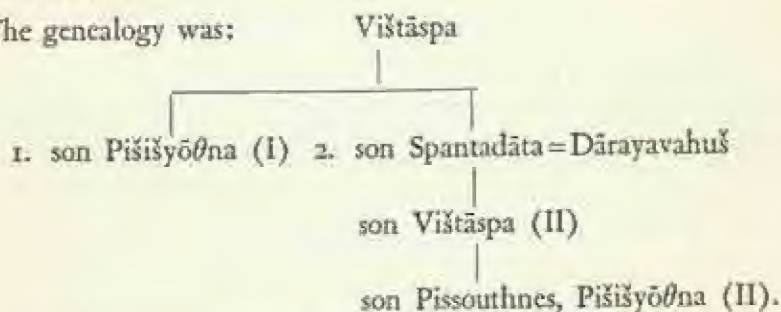 The genealogy was: Vištāspa
1. son Pišišyōθna (I) 2. son Spantadāta=Dārayavahuš
son Vištāspa (II)
son Pissouthnes, Pišišyōθna (II).